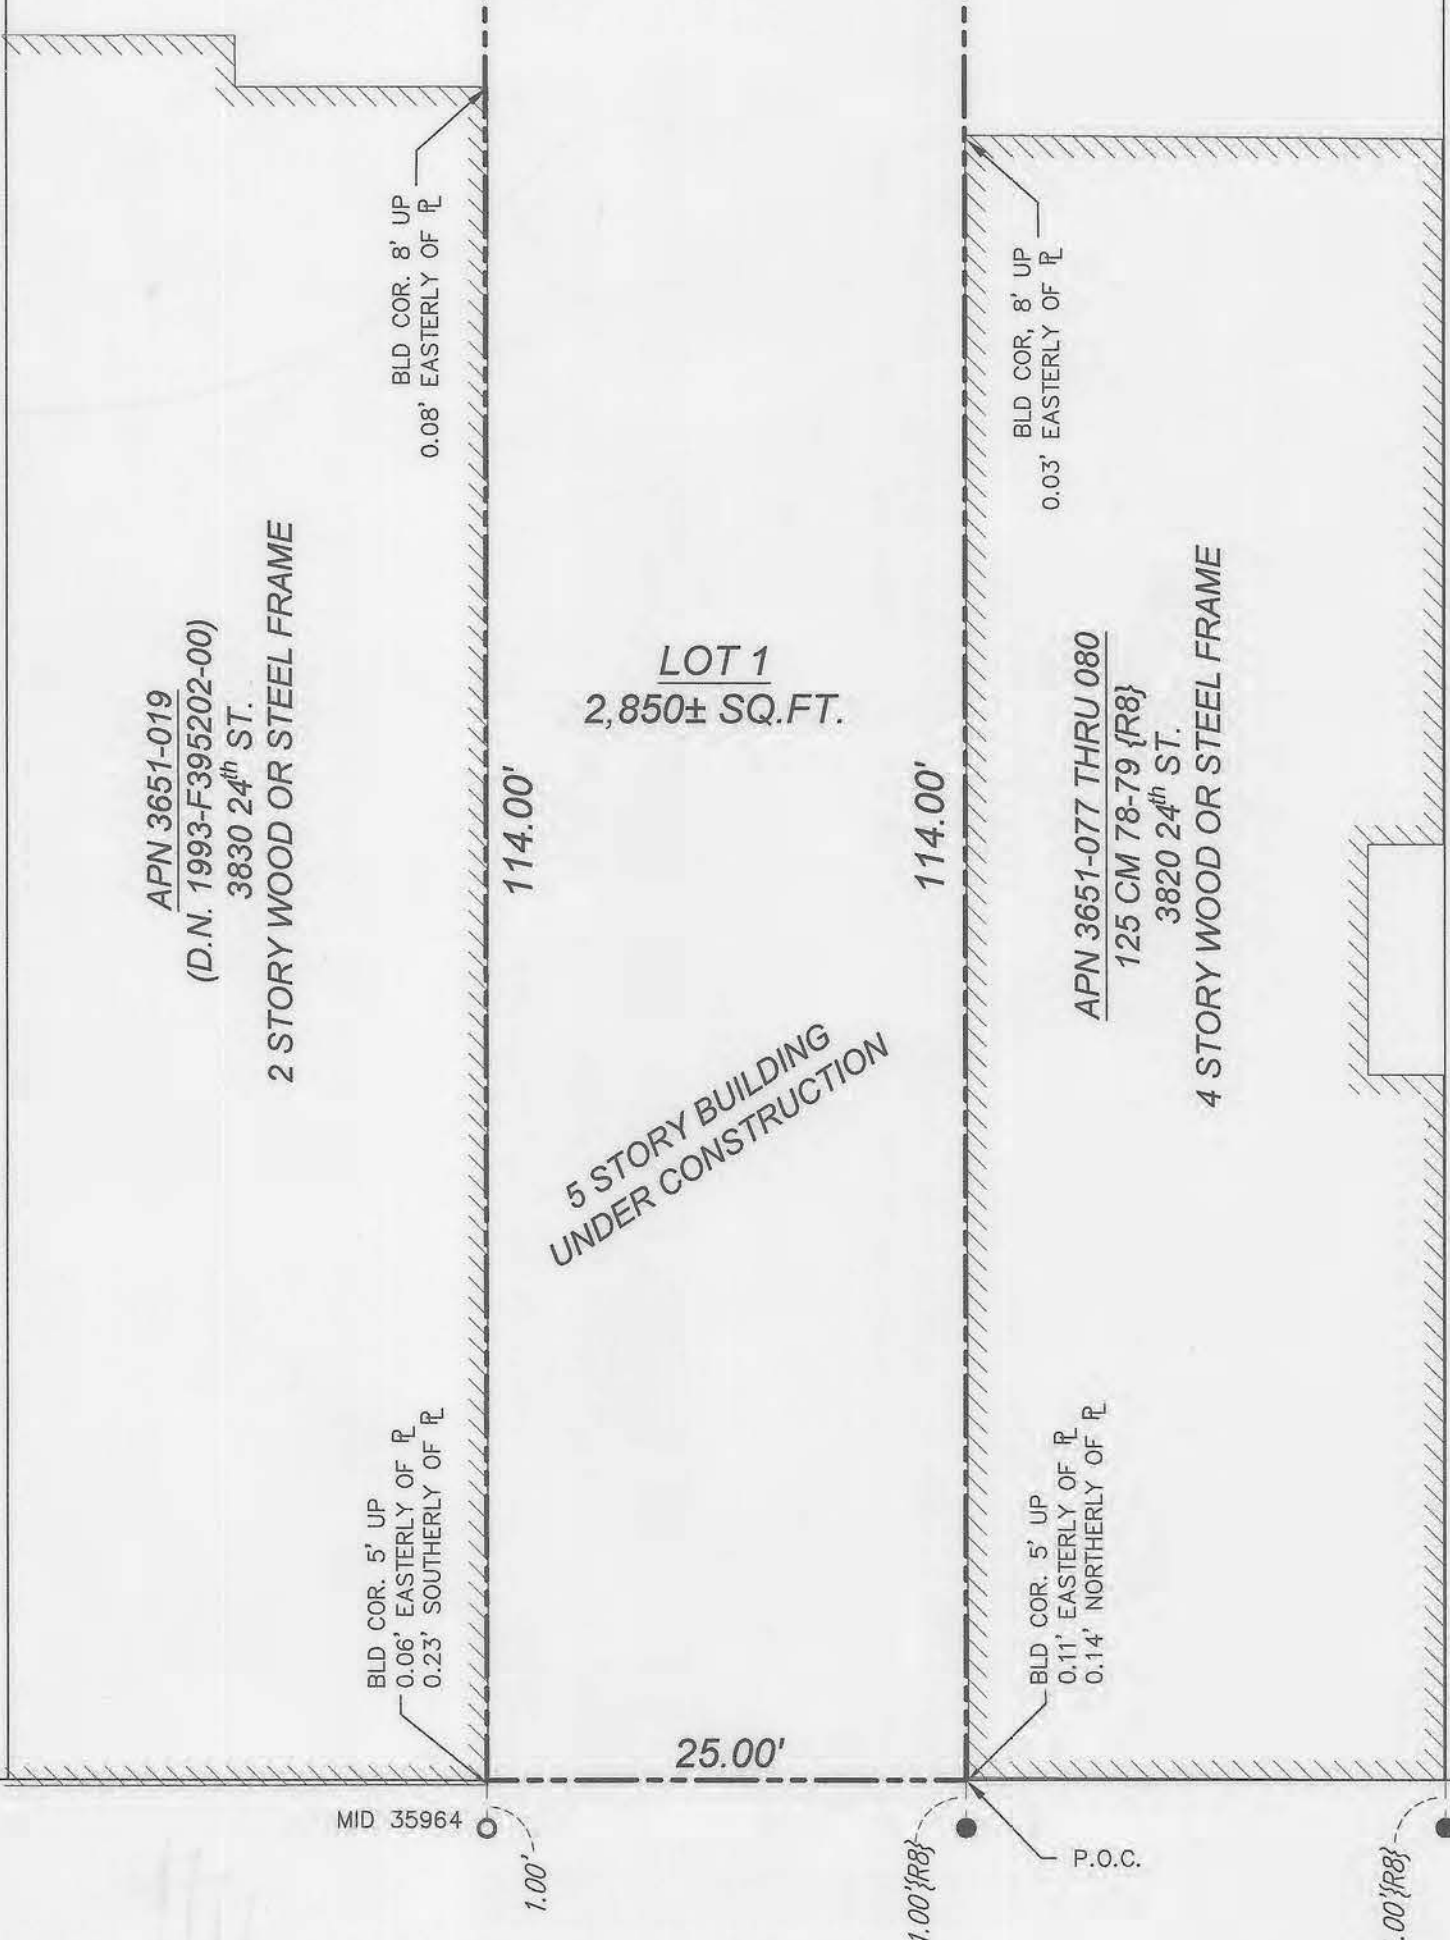 BLD COR. 8' UP
0.08' EASTERLY OF ℄
BLD COR, 8' UP
0.03' EASTERLY OF ℄
APN 3651-019
(D.N. 1993-F395202-00)
3830 24th ST.
2 STORY WOOD OR STEEL FRAME
LOT 1
2,850± SQ.FT.
114.00'
114.00'
APN 3651-077 THRU 080
125 CM 78-79 {R8}
3820 24th ST.
4 STORY WOOD OR STEEL FRAME
5 STORY BUILDING
UNDER CONSTRUCTION
BLD COR. 5' UP
0.06' EASTERLY OF ℄
0.23' SOUTHERLY OF ℄
BLD COR. 5' UP
0.11' EASTERLY OF ℄
0.14' NORTHERLY OF ℄
25.00'
MID 35964
1.00'
1.00'{R8}
P.O.C.
.00'{R8}